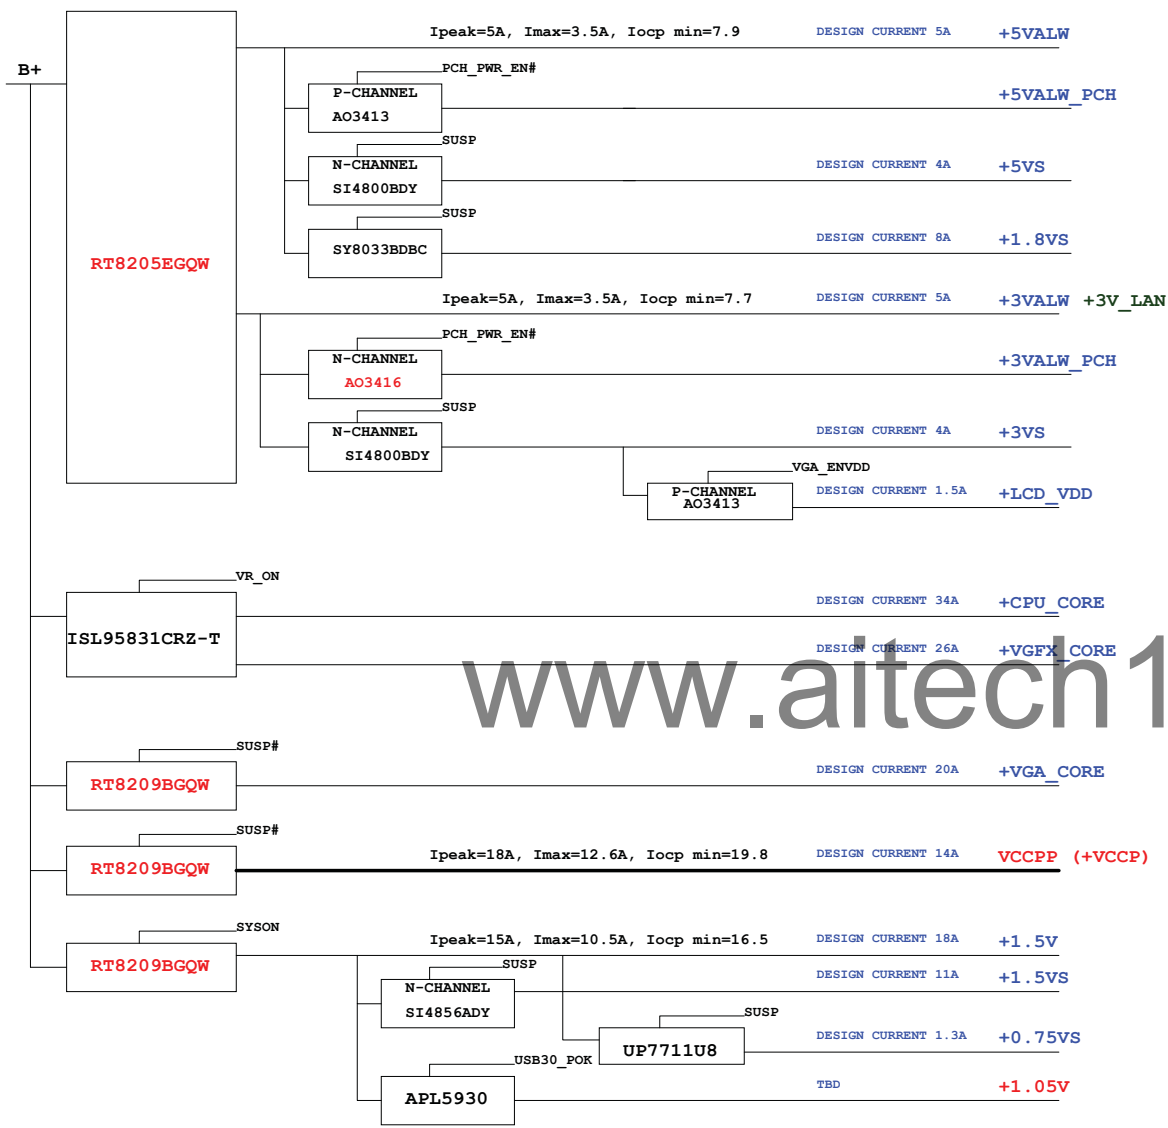 Ipeak=5A, Imax=3.5A, Iocp min=7.9 DESIGN CURRENT 5A +5VALW
B+
PCH_PWR_EN#
P-CHANNEL
AO3413
+5VALW_PCH
SUSP
N-CHANNEL
SI4800BDY
DESIGN CURRENT 4A +5VS
SUSP
SY8033BDBC
DESIGN CURRENT 8A +1.8VS
RT8205EGQW
Ipeak=5A, Imax=3.5A, Iocp min=7.7 DESIGN CURRENT 5A +3VALW +3V_LAN
PCH_PWR_EN#
N-CHANNEL
AO3416
+3VALW_PCH
SUSP
N-CHANNEL
SI4800BDY
DESIGN CURRENT 4A +3VS
VGA_ENVDD
P-CHANNEL
AO3413
DESIGN CURRENT 1.5A +LCD_VDD
VR_ON
ISL95831CRZ-T
DESIGN CURRENT 34A +CPU_CORE
DESIGN CURRENT 26A +VGFX_CORE
www.aitech1
SUSP#
RT8209BGQW
DESIGN CURRENT 20A +VGA_CORE
SUSP#
RT8209BGQW
Ipeak=18A, Imax=12.6A, Iocp min=19.8 DESIGN CURRENT 14A VCCPP (+VCCP)
SYSON
RT8209BGQW
Ipeak=15A, Imax=10.5A, Iocp min=16.5 DESIGN CURRENT 18A +1.5V
SUSP
N-CHANNEL
SI4856ADY
DESIGN CURRENT 11A +1.5VS
SUSP
UP7711U8
DESIGN CURRENT 1.3A +0.75VS
USB30_POK
APL5930
TBD +1.05V